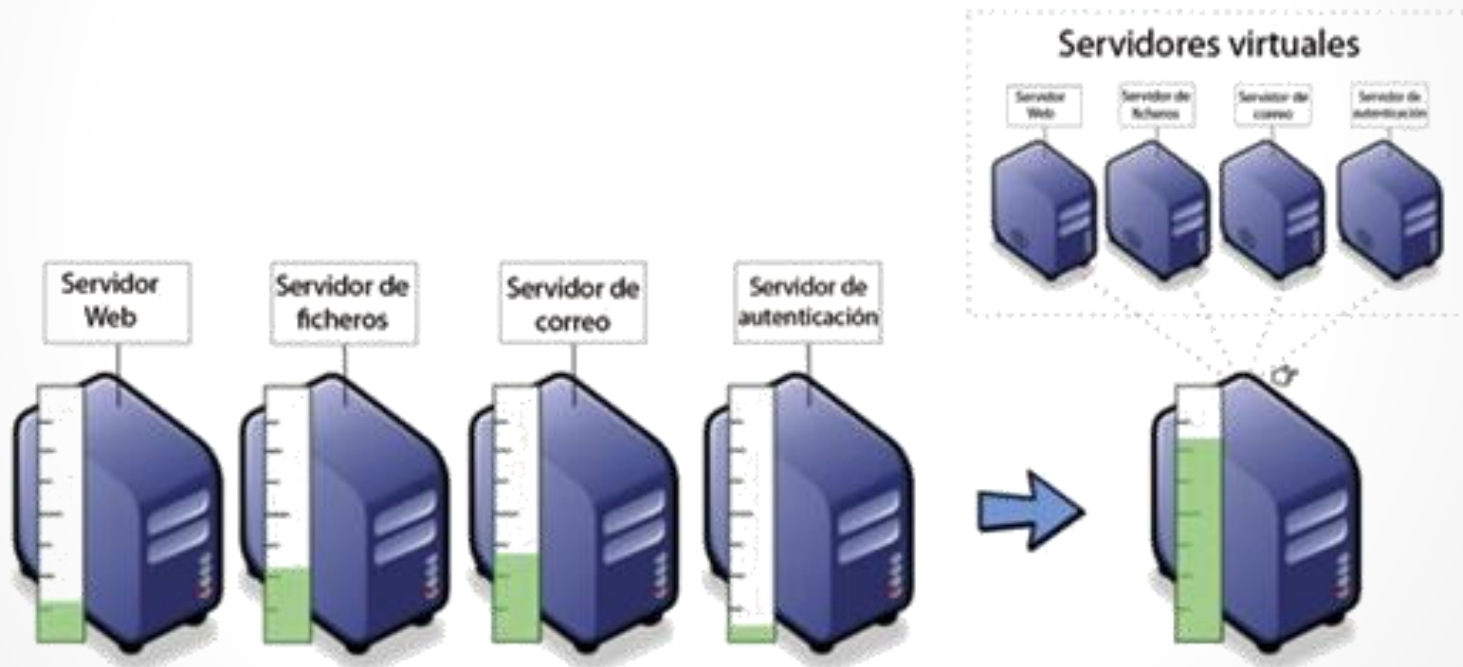 Servidores virtuales
Servidor
Web
Servidor de
ficheros
Servidor de
correo
Servidor de
autenticación
Servidor
Web
Servidor de
ficheros
Servidor de
correo
Servidor de
autenticación